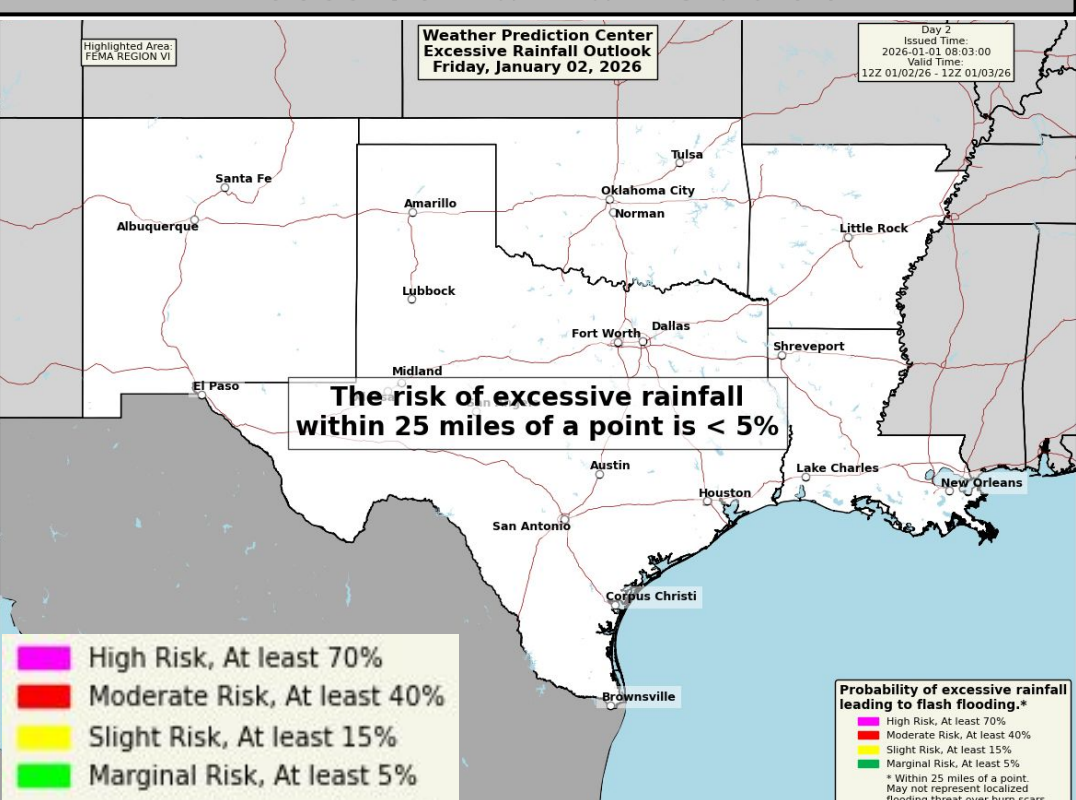 Highlighted Area:
FEMA REGION VI
Weather Prediction Center
Excessive Rainfall Outlook
Friday, January 02, 2026
Day 2
Issued Time:
2026-01-01 08:03:00
Valid Time:
12Z 01/02/26 - 12Z 01/03/26
Tulsa
Santa Fe
Oklahoma City
Amarillo
Norman
Albuquerque
Little Rock
Lubbock
Fort Worth
Dallas
Shreveport
Midland
El Paso
The risk of excessive rainfall
within 25 miles of a point is < 5%
Austin
Lake Charles
New Orleans
Houston
San Antonio
Corpus Christi
Brownsville
High Risk, At least 70%
Moderate Risk, At least 40%
Slight Risk, At least 15%
Marginal Risk, At least 5%
Probability of excessive rainfall
leading to flash flooding.*
High Risk, At least 70%
Moderate Risk, At least 40%
Slight Risk, At least 15%
Marginal Risk, At least 5%
* Within 25 miles of a point.
May not represent localized
flooding threat over burn scars